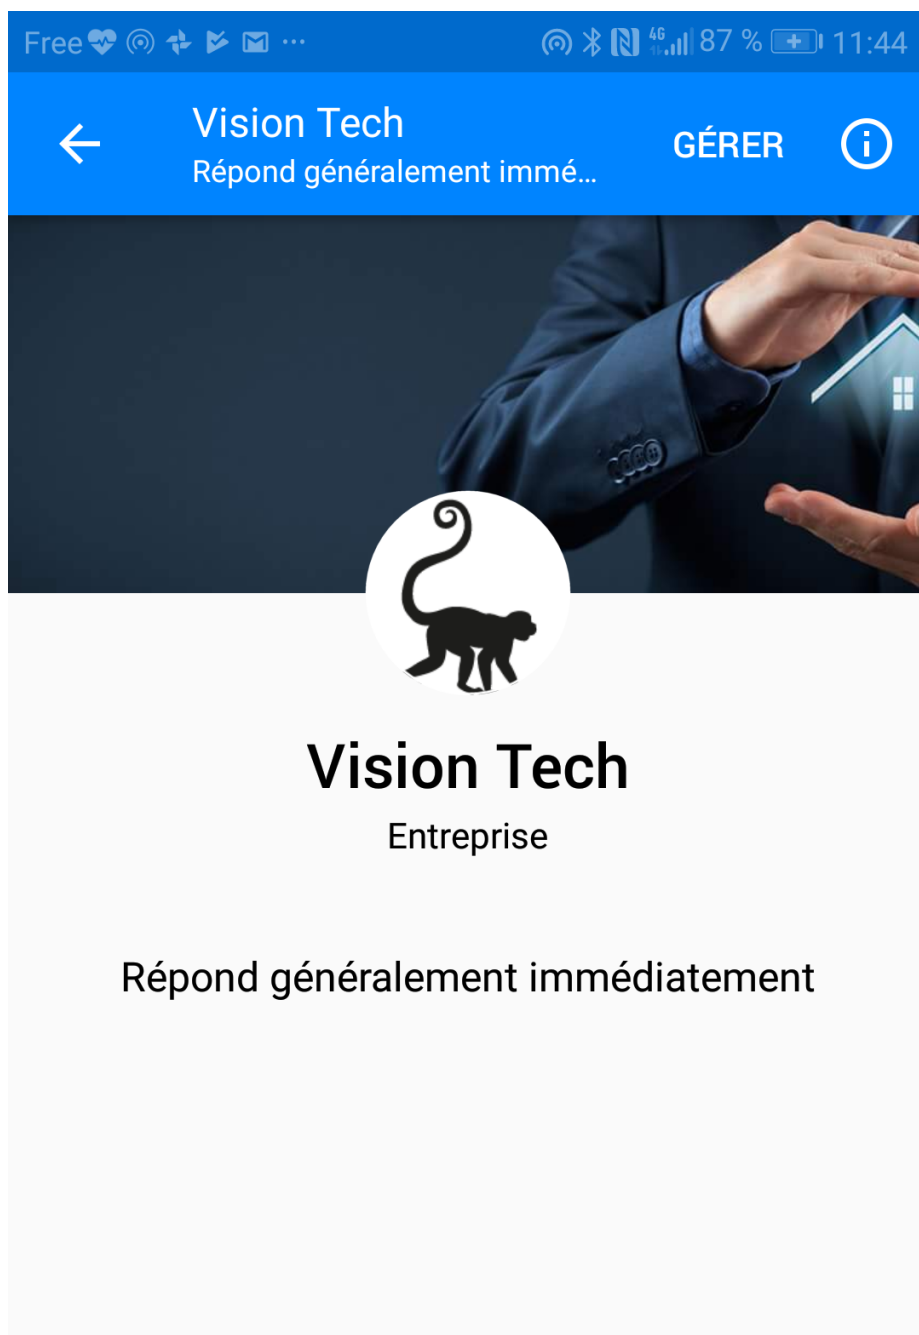 Free 87 % 11:44
Vision Tech
Répond généralement immé...
GÉRER
Vision Tech
Entreprise
Répond généralement immédiatement